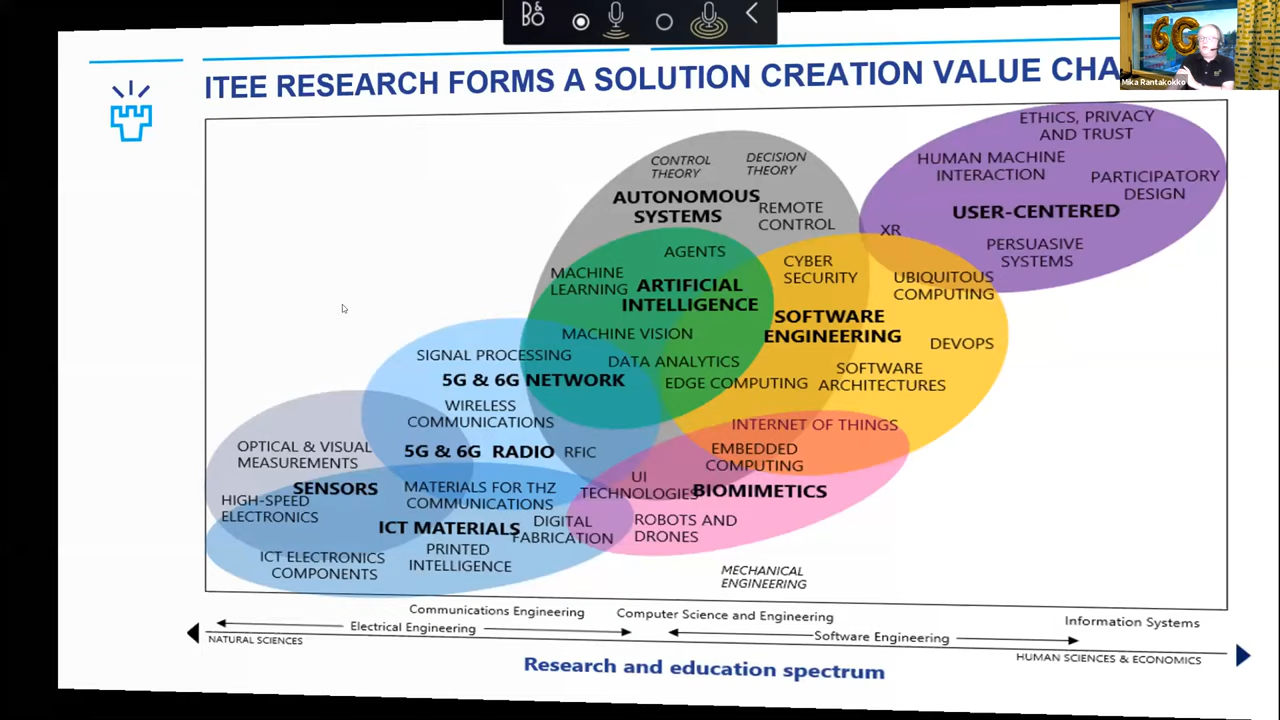 B&O
6G
Mika Rantakokko
ITEE RESEARCH FORMS A SOLUTION CREATION VALUE CHA
ETHICS, PRIVACY
AND TRUST
HUMAN MACHINE
INTERACTION
PARTICIPATORY
DESIGN
USER-CENTERED
XR
PERSUASIVE
SYSTEMS
CONTROL
THEORY
DECISION
THEORY
AUTONOMOUS
SYSTEMS
REMOTE
CONTROL
AGENTS
MACHINE
LEARNING
ARTIFICIAL
INTELLIGENCE
CYBER
SECURITY
UBIQUITOUS
COMPUTING
SOFTWARE
ENGINEERING
DEVOPS
MACHINE VISION
DATA ANALYTICS
EDGE COMPUTING
SOFTWARE
ARCHITECTURES
SIGNAL PROCESSING
5G & 6G NETWORK
WIRELESS
COMMUNICATIONS
5G & 6G RADIO
RFIC
INTERNET OF THINGS
EMBEDDED
COMPUTING
OPTICAL & VISUAL
MEASUREMENTS
SENSORS
HIGH-SPEED
ELECTRONICS
MATERIALS FOR THZ
COMMUNICATIONS
UI
TECHNOLOGIES
BIOMIMETICS
ICT MATERIALS
DIGITAL
FABRICATION
ROBOTS AND
DRONES
ICT ELECTRONICS
COMPONENTS
PRINTED
INTELLIGENCE
MECHANICAL
ENGINEERING
Communications Engineering
Computer Science and Engineering
Information Systems
Electrical Engineering
Software Engineering
NATURAL SCIENCES
HUMAN SCIENCES & ECONOMICS
Research and education spectrum